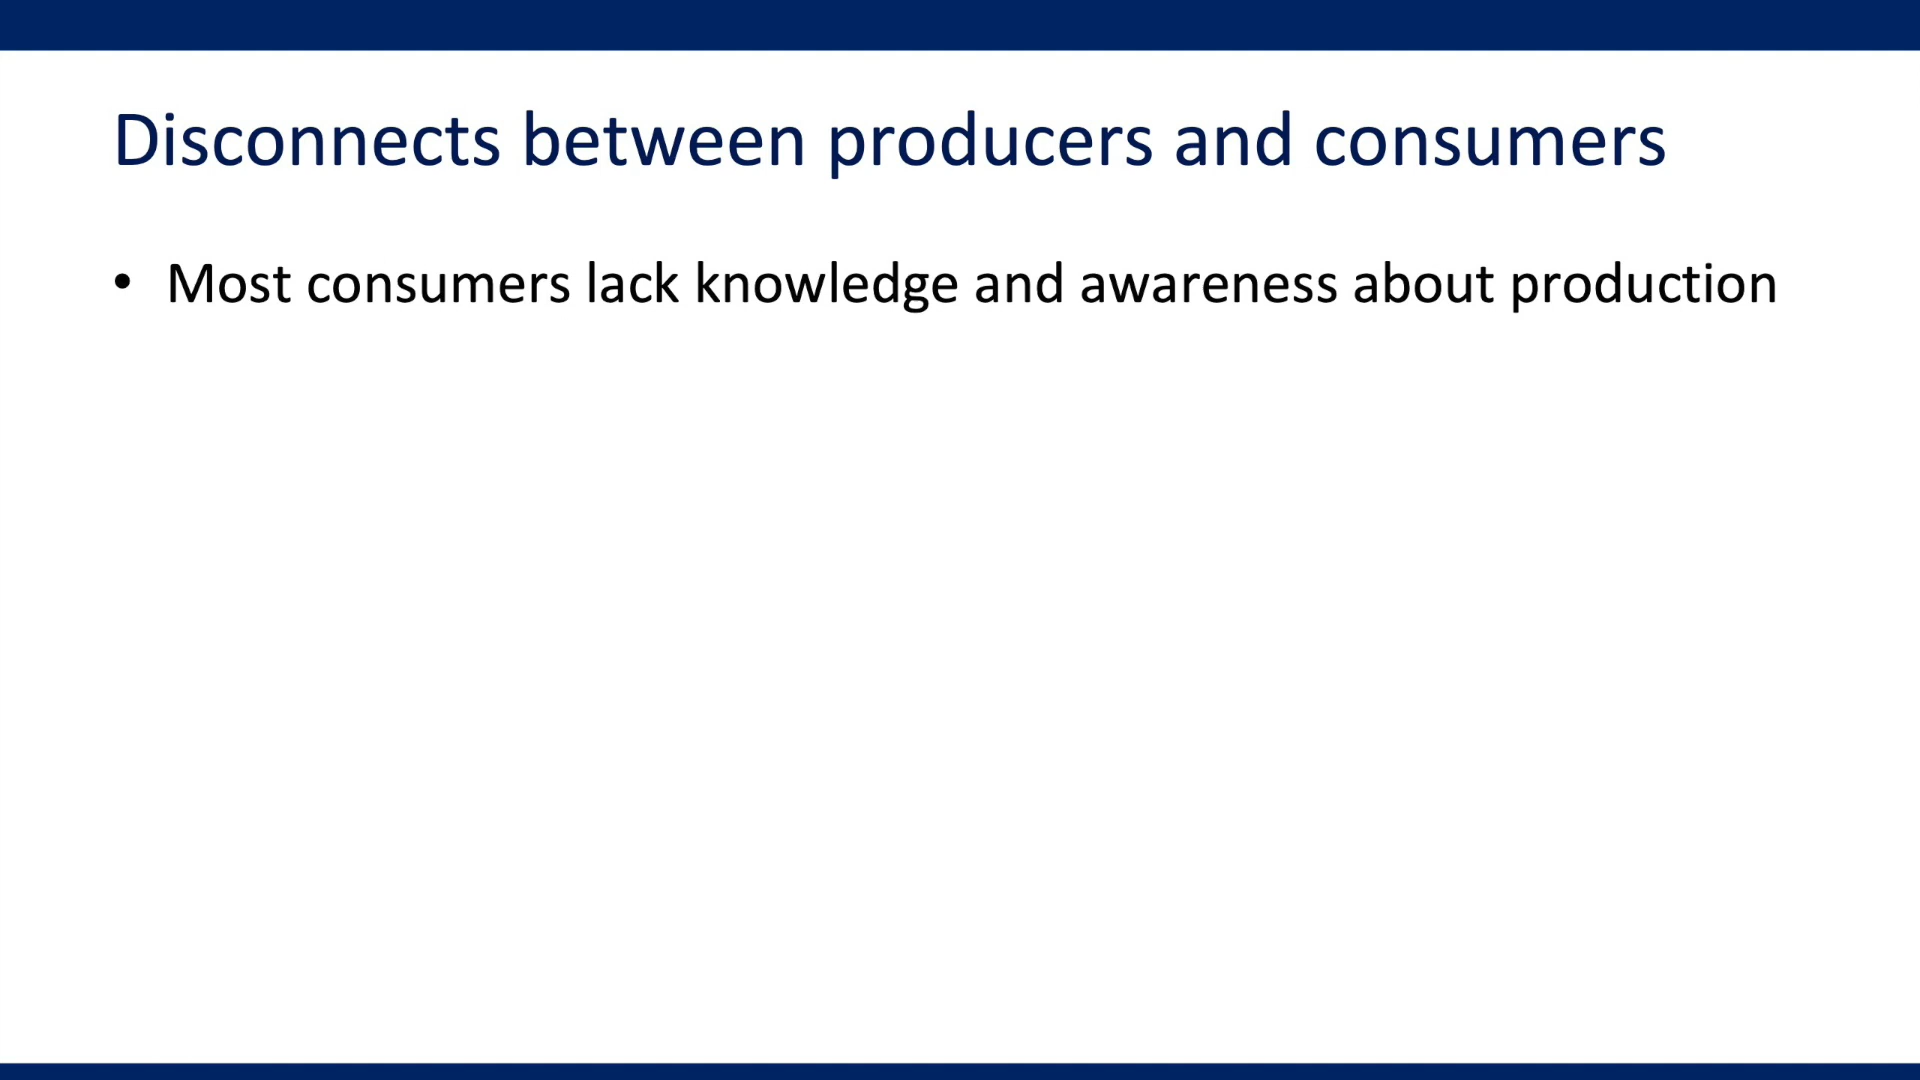 Disconnects between producers and consumers
• Most consumers lack knowledge and awareness about production